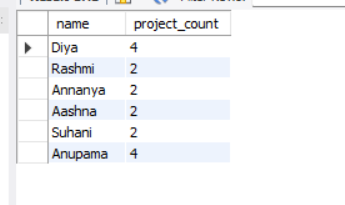 name project_count
Diya 4
Rashmi 2
Annanya 2
Aashna 2
Suhani 2
Anupama 4